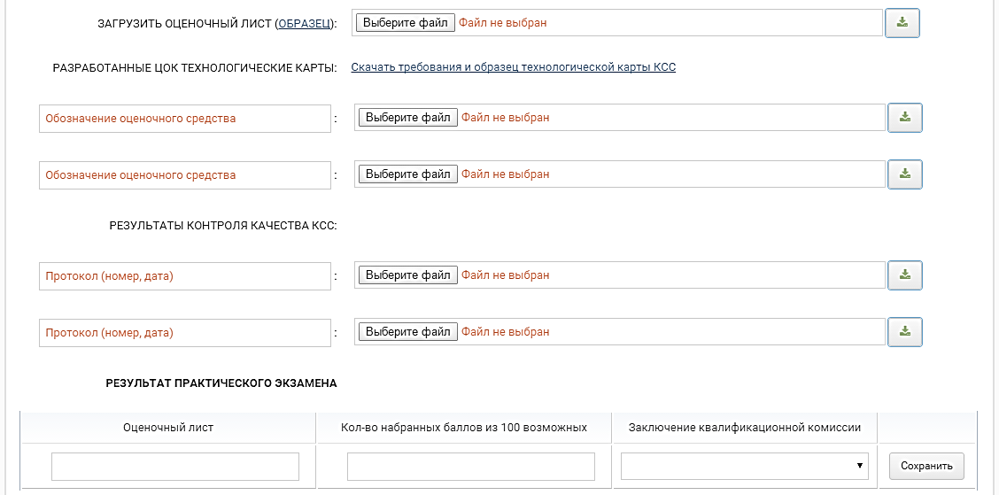 ЗАГРУЗИТЬ ОЦЕНОЧНЫЙ ЛИСТ (ОБРАЗЕЦ): Выберите файл Файл не выбран
РАЗРАБОТАННЫЕ ЦОК ТЕХНОЛОГИЧЕСКИЕ КАРТЫ: Скачать требования и образец технологической карты КСС
Обозначение оценочного средства : Выберите файл Файл не выбран
Обозначение оценочного средства : Выберите файл Файл не выбран
РЕЗУЛЬТАТЫ КОНТРОЛЯ КАЧЕСТВА КСС:
Протокол (номер, дата) : Выберите файл Файл не выбран
Протокол (номер, дата) : Выберите файл Файл не выбран
РЕЗУЛЬТАТ ПРАКТИЧЕСКОГО ЭКЗАМЕНА
Оценочный лист Кол-во набранных баллов из 100 возможных Заключение квалификационной комиссии
Сохранить